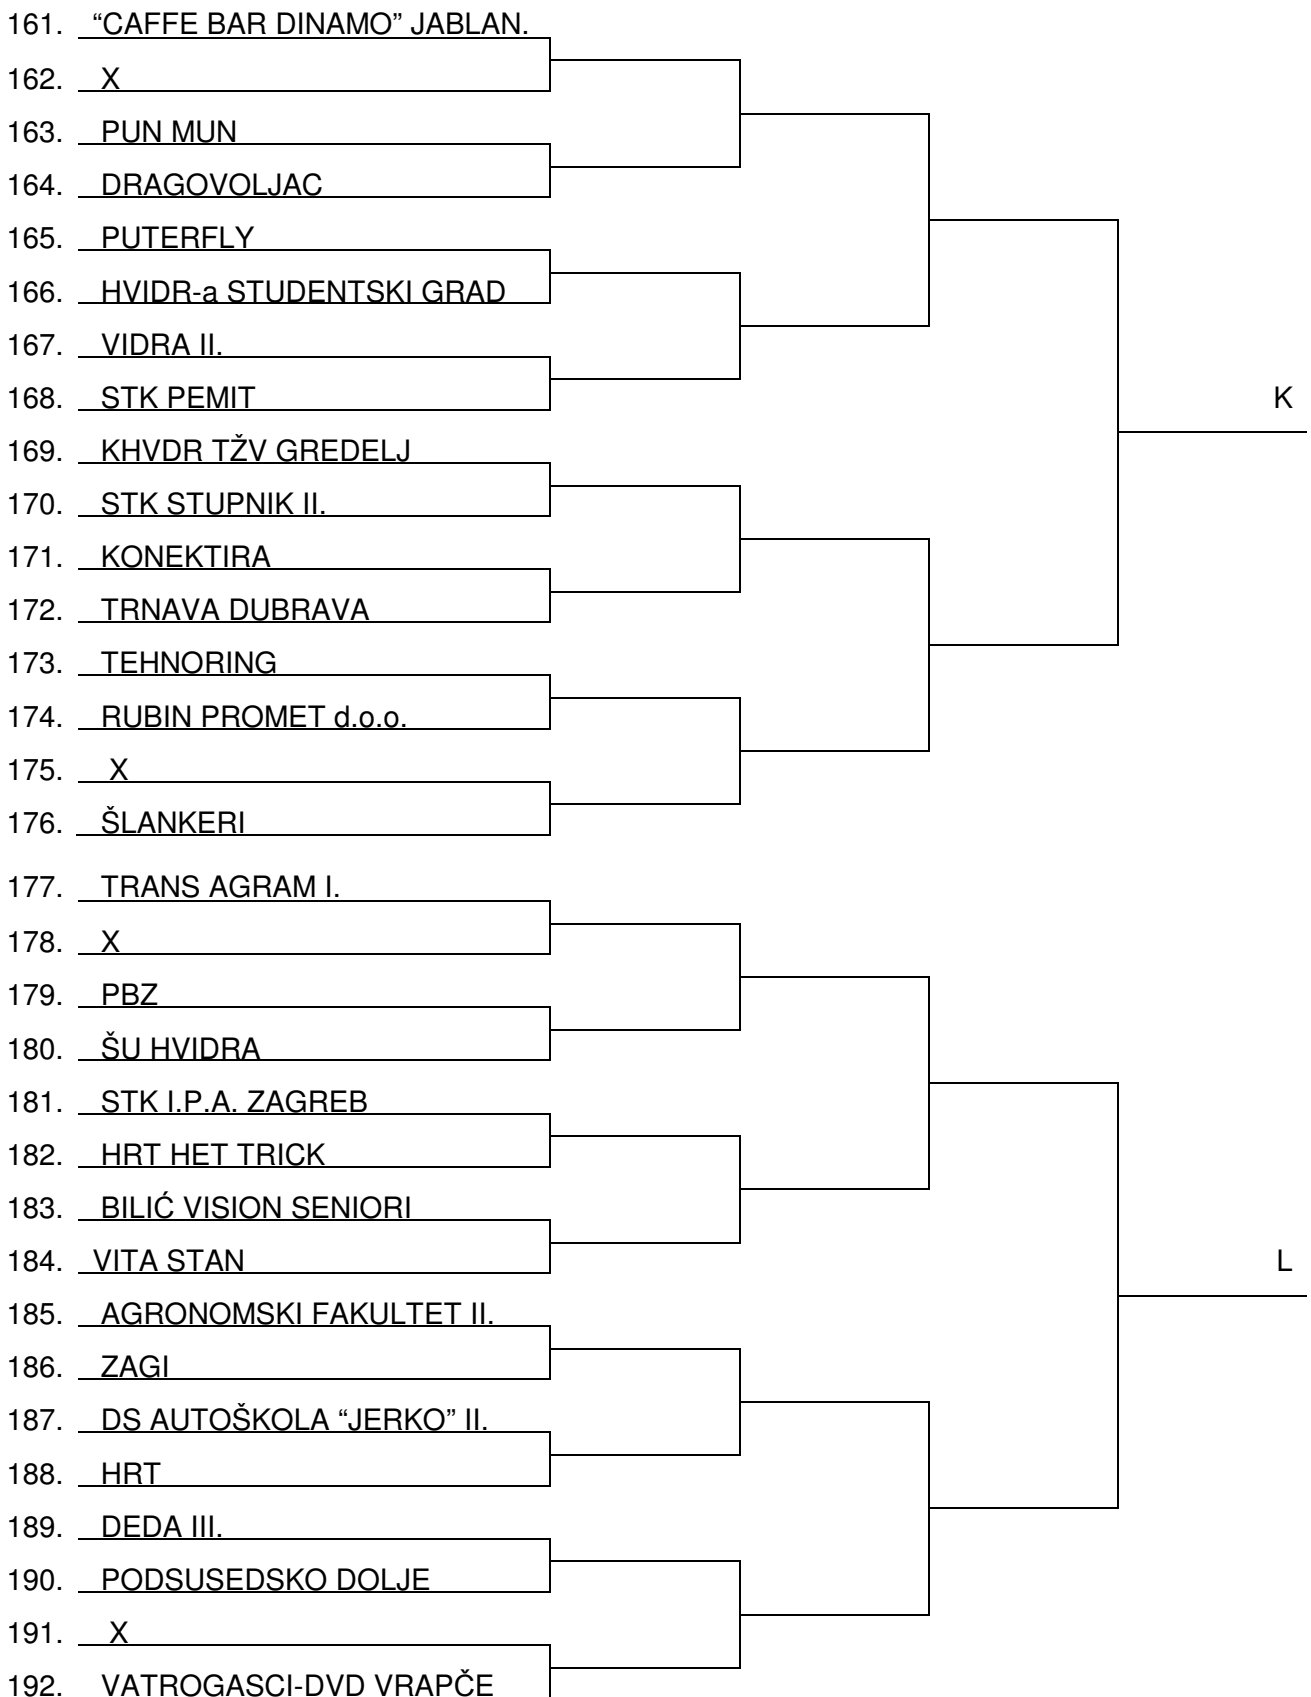 161. “CAFFE BAR DINAMO” JABLAN.
162. X
163. PUN MUN
164. DRAGOVOLJAC
165. PUTERFLY
166. HVIDR-a STUDENTSKI GRAD
167. VIDRA II.
168. STK PEMIT
K
169. KHVDR TŽV GREDELJ
170. STK STUPNIK II.
171. KONEKTIRA
172. TRNAVA DUBRAVA
173. TEHNORING
174. RUBIN PROMET d.o.o.
175. X
176. ŠLANKERI
177. TRANS AGRAM I.
178. X
179. PBZ
180. ŠU HVIDRA
181. STK I.P.A. ZAGREB
182. HRT HET TRICK
183. BILIĆ VISION SENIORI
184. VITA STAN
L
185. AGRONOMSKI FAKULTET II.
186. ZAGI
187. DS AUTOŠKOLA “JERKO” II.
188. HRT
189. DEDA III.
190. PODSUSEDSKO DOLJE
191. X
192. VATROGASCI-DVD VRAPČE